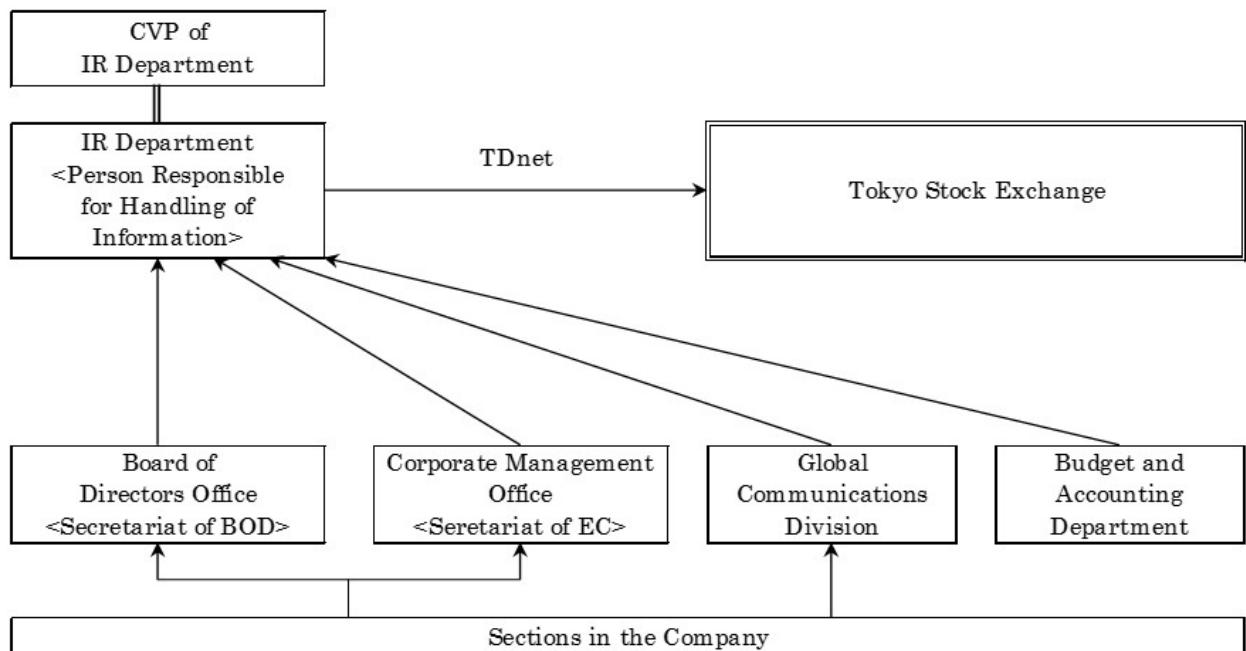 CVP of
IR Department
IR Department
<Person Responsible
for Handling of
Information>
TDnet
Tokyo Stock Exchange
Board of
Directors Office
<Secretariat of BOD>
Corporate Management
Office
<Seretariat of EC>
Global
Communications
Division
Budget and
Accounting
Department
Sections in the Company